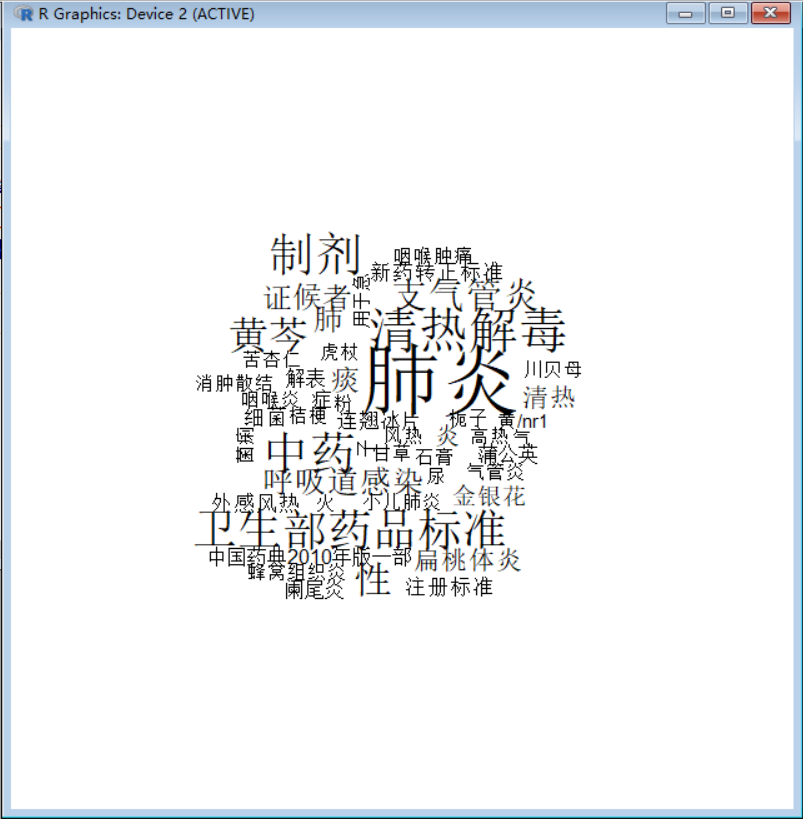 R Graphics: Device 2 (ACTIVE)
制剂
咽喉肿痛
新药转正标准
证候者
支气管炎
肺
用于感
黄芩
清热解毒
苦杏仁
虎杖
肺炎
川贝母
消肿散结
解表
痰
清热
咽喉炎
症
粉
细菌
桔梗
连翘
冰片
栀子
黄/nr1
风热
炎
高热
气
中药
甘草
石膏
蒲公英
呼吸道感染
尿
气管炎
金银花
外感风热
火
小儿肺炎
卫生部药品标准
中国药典2010年版一部
扁桃体炎
蜂窝组织炎
性
注册标准
阑尾炎